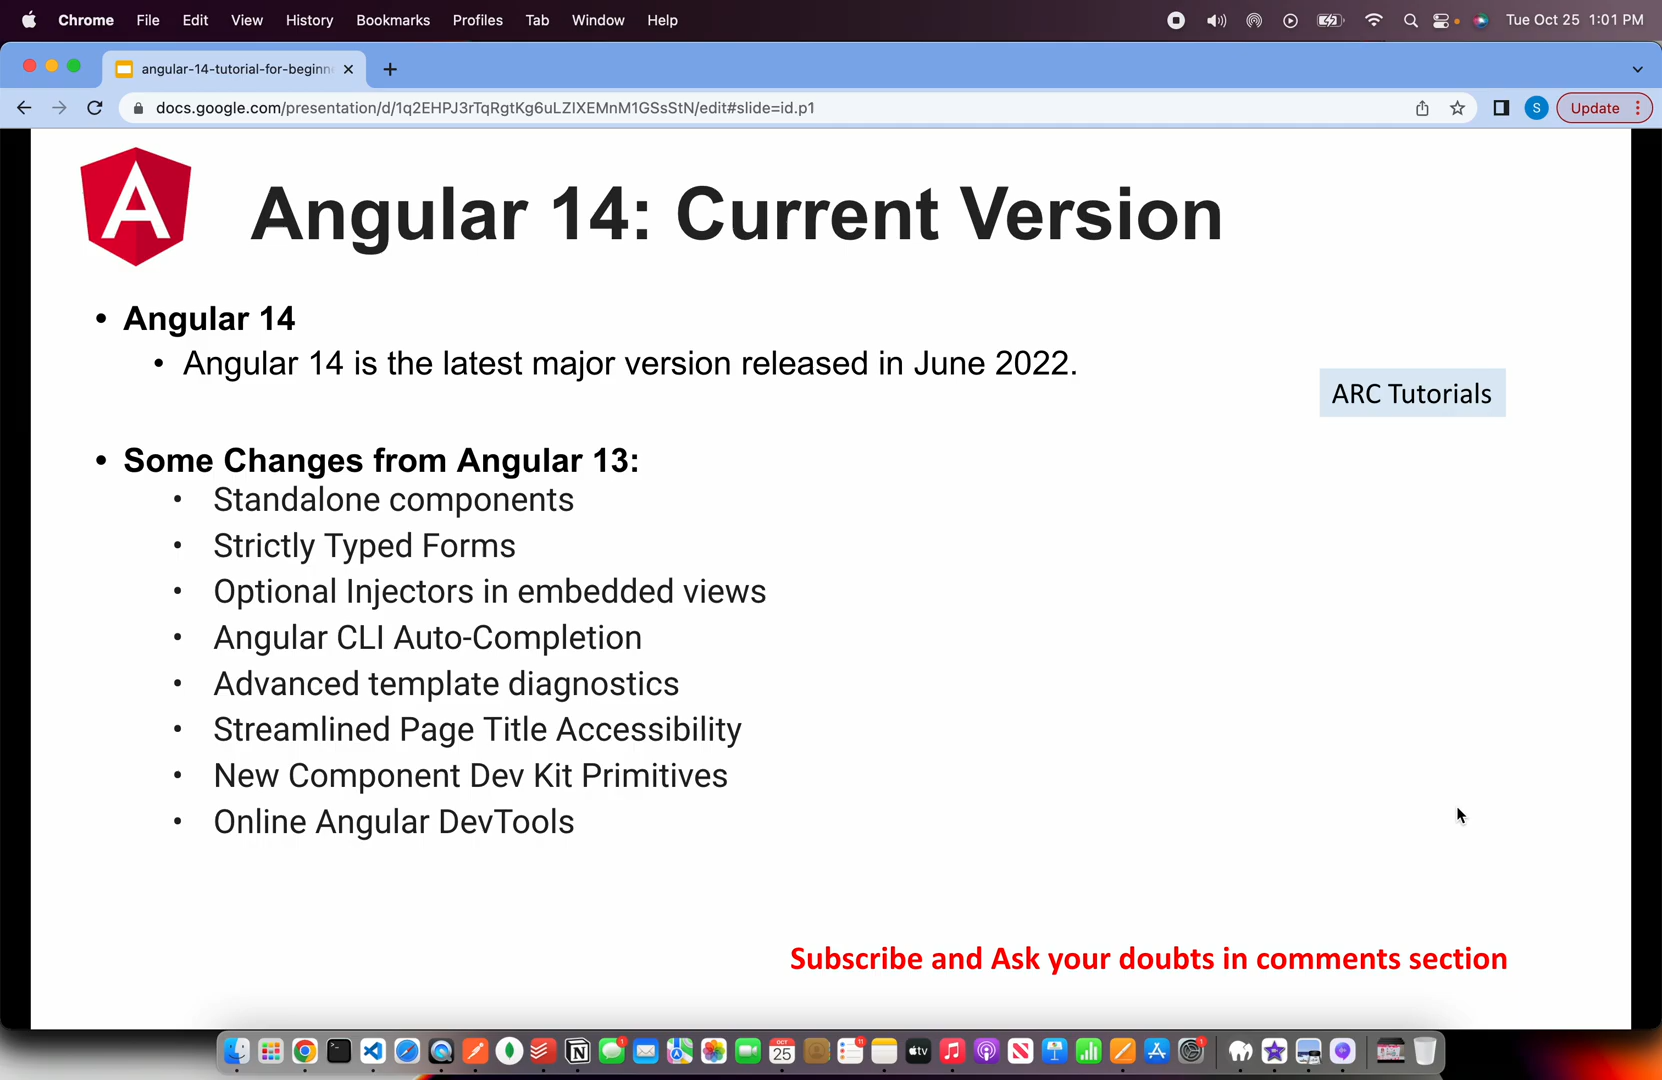 Chrome File Edit View History Bookmarks Profiles Tab Window Help Tue Oct 25 1:01 PM
angular-14-tutorial-for-beginn
docs.google.com/presentation/d/1q2EHPJ3rTqRgtKg6uLZIXEMnM1GSsStN/edit#slide=id.p1 S Update
A Angular 14: Current Version
• Angular 14
• Angular 14 is the latest major version released in June 2022.
ARC Tutorials
• Some Changes from Angular 13:
• Standalone components
• Strictly Typed Forms
• Optional Injectors in embedded views
• Angular CLI Auto-Completion
• Advanced template diagnostics
• Streamlined Page Title Accessibility
• New Component Dev Kit Primitives
• Online Angular DevTools
Subscribe and Ask your doubts in comments section
OCT
25
tv